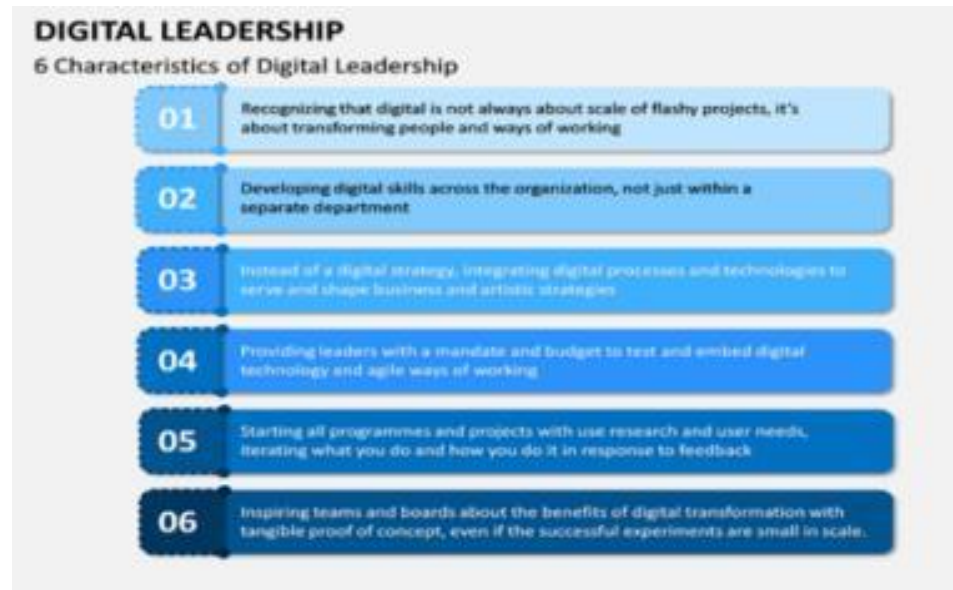 DIGITAL LEADERSHIP
6 Characteristics of Digital Leadership
01
Recognizing that digital is not always about scale of flashy projects, it's
about transforming people and ways of working
02
Developing digital skills across the organization, not just within a
separate department
03
Instead of a digital strategy, integrating digital processes and technologies to
serve and shape business and artistic strategies
04
Providing leaders with a mandate and budget to test and embed digital
technology and agile ways of working
05
Starting all programmes and projects with use research and user needs,
iterating what you do and how you do it in response to feedback
06
Inspiring teams and boards about the benefits of digital transformation with
tangible proof of concept, even if the successful experiments are small in scale.